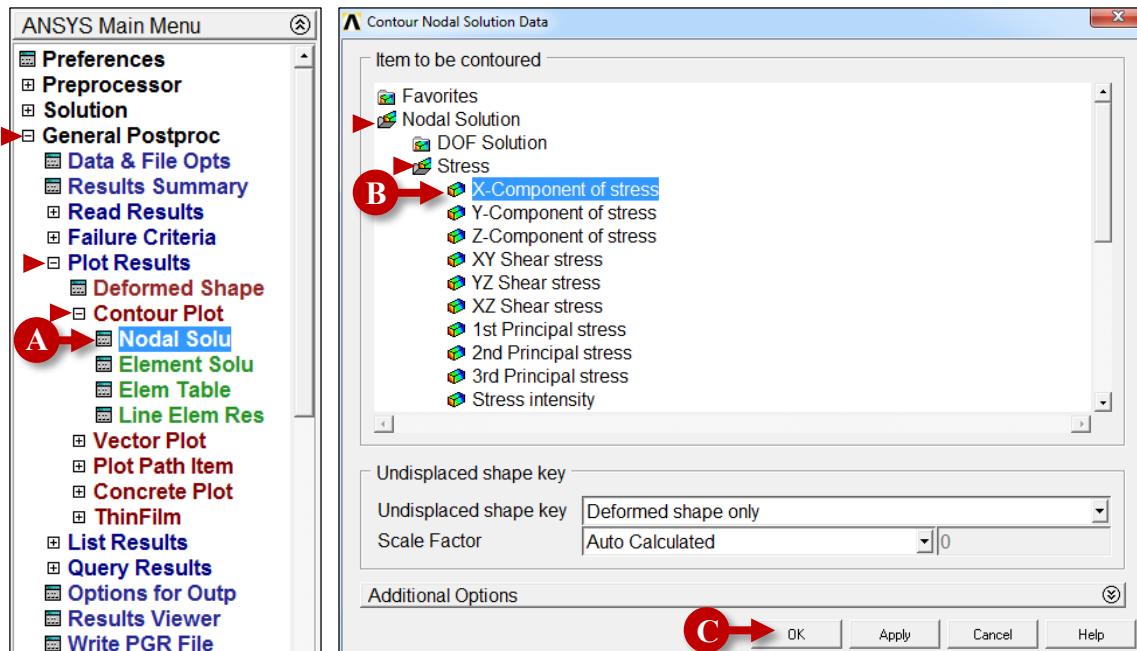 ANSYS Main Menu
Preferences
Preprocessor
Solution
General Postproc
Data & File Opts
Results Summary
Read Results
Failure Criteria
Plot Results
Deformed Shape
Contour Plot
A
Nodal Solu
Element Solu
Elem Table
Line Elem Res
Vector Plot
Plot Path Item
Concrete Plot
ThinFilm
List Results
Query Results
Options for Outp
Results Viewer
Write PGR File
Contour Nodal Solution Data
Item to be contoured
Favorites
Nodal Solution
DOF Solution
Stress
B
X-Component of stress
Y-Component of stress
Z-Component of stress
XY Shear stress
YZ Shear stress
XZ Shear stress
1st Principal stress
2nd Principal stress
3rd Principal stress
Stress intensity
Undisplaced shape key
Undisplaced shape key Deformed shape only
Scale Factor Auto Calculated 0
Additional Options
C OK Apply Cancel Help